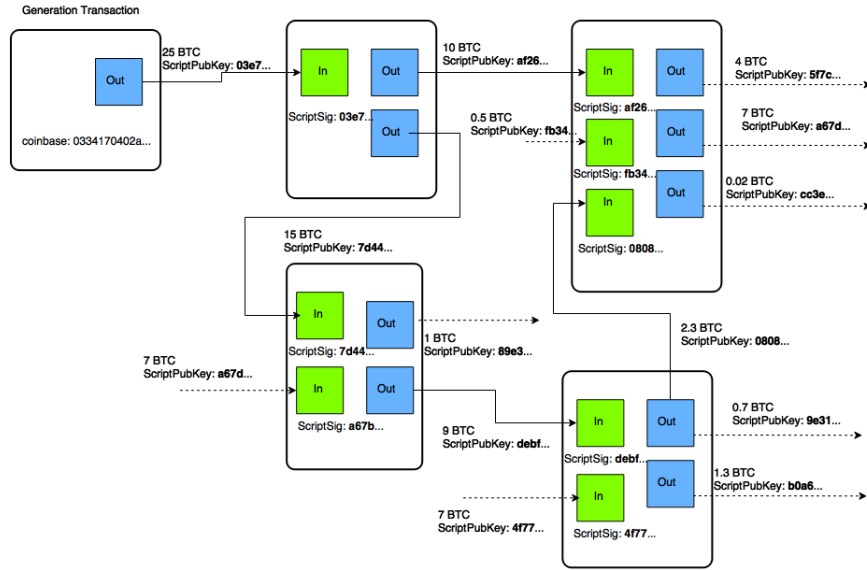 Generation Transaction
Out
coinbase: 0334170402a...
25 BTC
ScriptPubKey: 03e7...
In
Out
ScriptSig: 03e7...
Out
10 BTC
ScriptPubKey: af26...
0.5 BTC
ScriptPubKey: fb34...
In
Out
ScriptSig: af26...
In
Out
ScriptSig: fb34...
In
Out
ScriptSig: 0808...
4 BTC
ScriptPubKey: 5f7c...
7 BTC
ScriptPubKey: a67d...
0.02 BTC
ScriptPubKey: cc3e...
15 BTC
ScriptPubKey: 7d44...
In
Out
ScriptSig: 7d44...
In
Out
ScriptSig: a67b...
7 BTC
ScriptPubKey: a67d...
1 BTC
ScriptPubKey: 89e3...
9 BTC
ScriptPubKey: debf...
2.3 BTC
ScriptPubKey: 0808...
In
Out
ScriptSig: debf...
In
Out
ScriptSig: 4f77...
7 BTC
ScriptPubKey: 4f77...
0.7 BTC
ScriptPubKey: 9e31...
1.3 BTC
ScriptPubKey: b0a6...